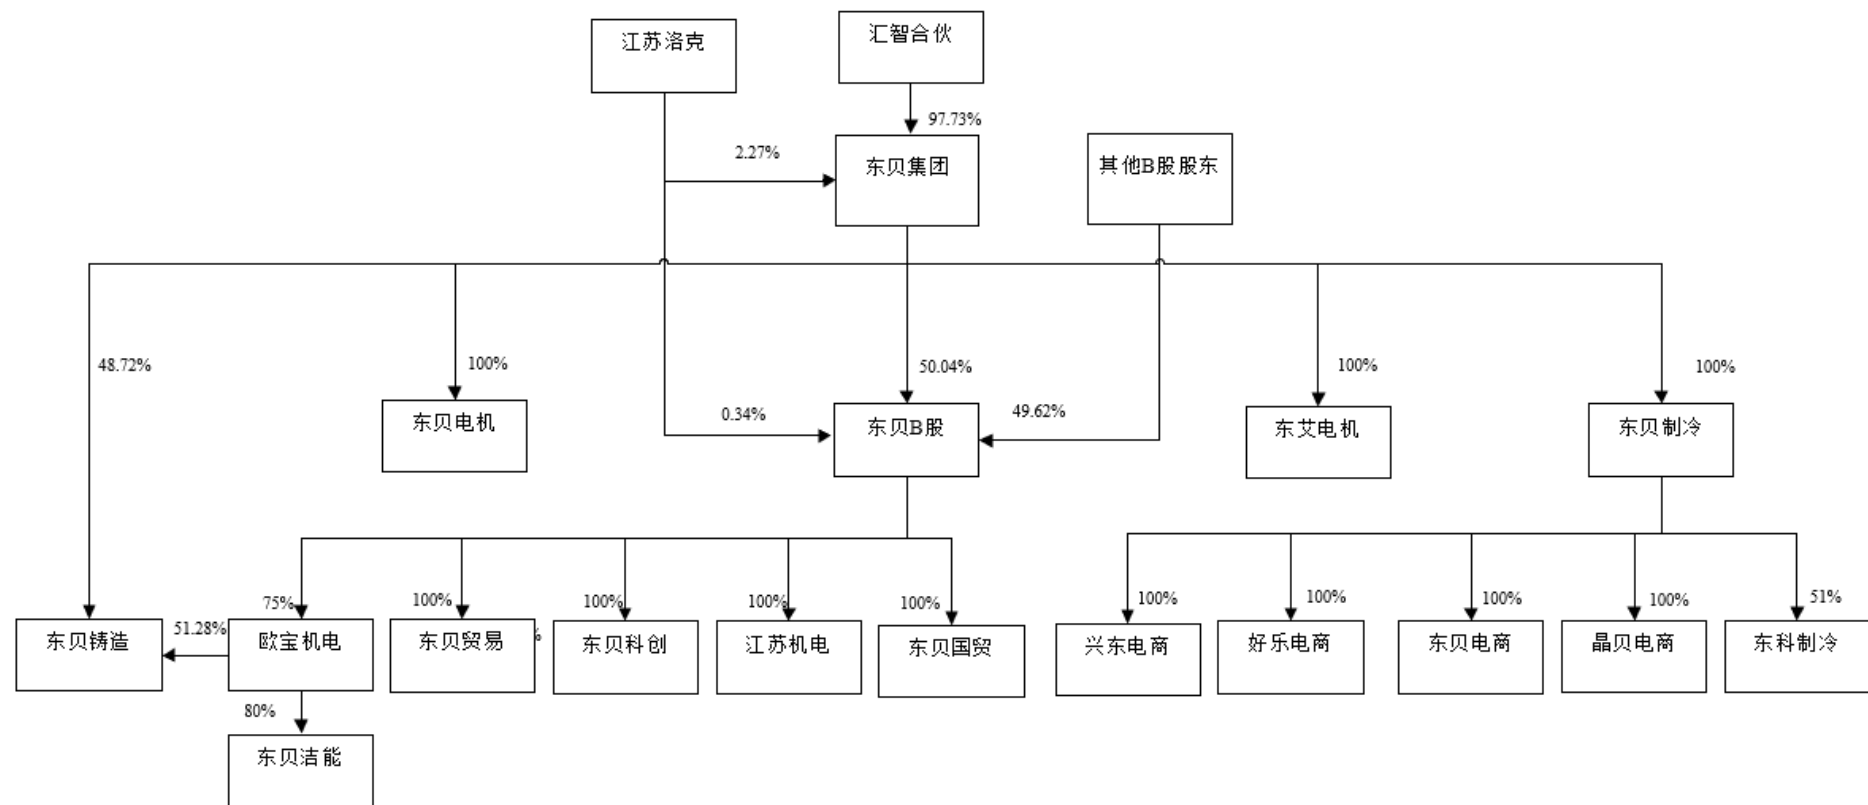 江苏洛克
汇智合伙
97.73%
2.27%
东贝集团
其他B股股东
48.72%
100%
50.04%
100%
100%
东贝电机
0.34%
东贝B股
49.62%
东艾电机
东贝制冷
75%
100%
100%
100%
100%
100%
100%
100%
100%
51%
东贝铸造
51.28%
欧宝机电
东贝贸易
%
东贝科创
江苏机电
东贝国贸
兴东电商
好乐电商
东贝电商
晶贝电商
东科制冷
80%
东贝洁能